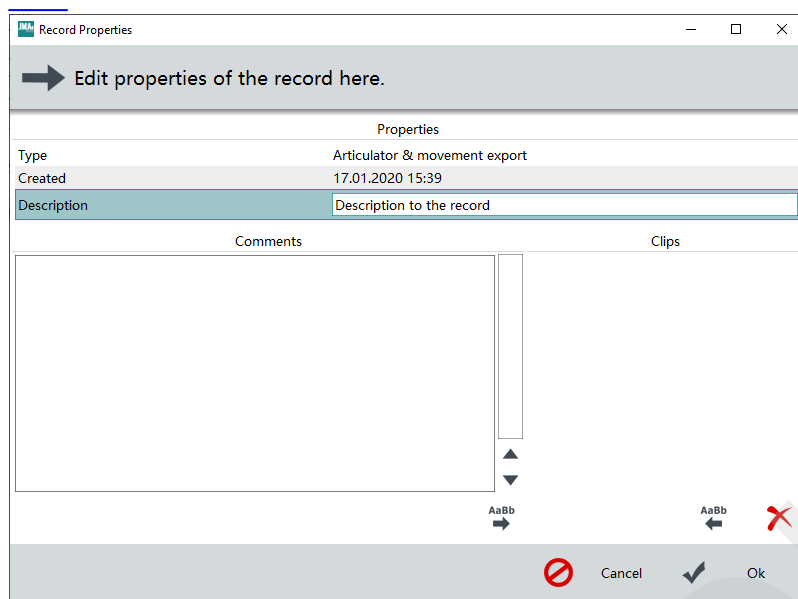 Record Properties
Edit properties of the record here.
Properties
Type Articulator & movement export
Created 17.01.2020 15:39
Description Description to the record
Comments Clips
AaBb AaBb
Cancel Ok